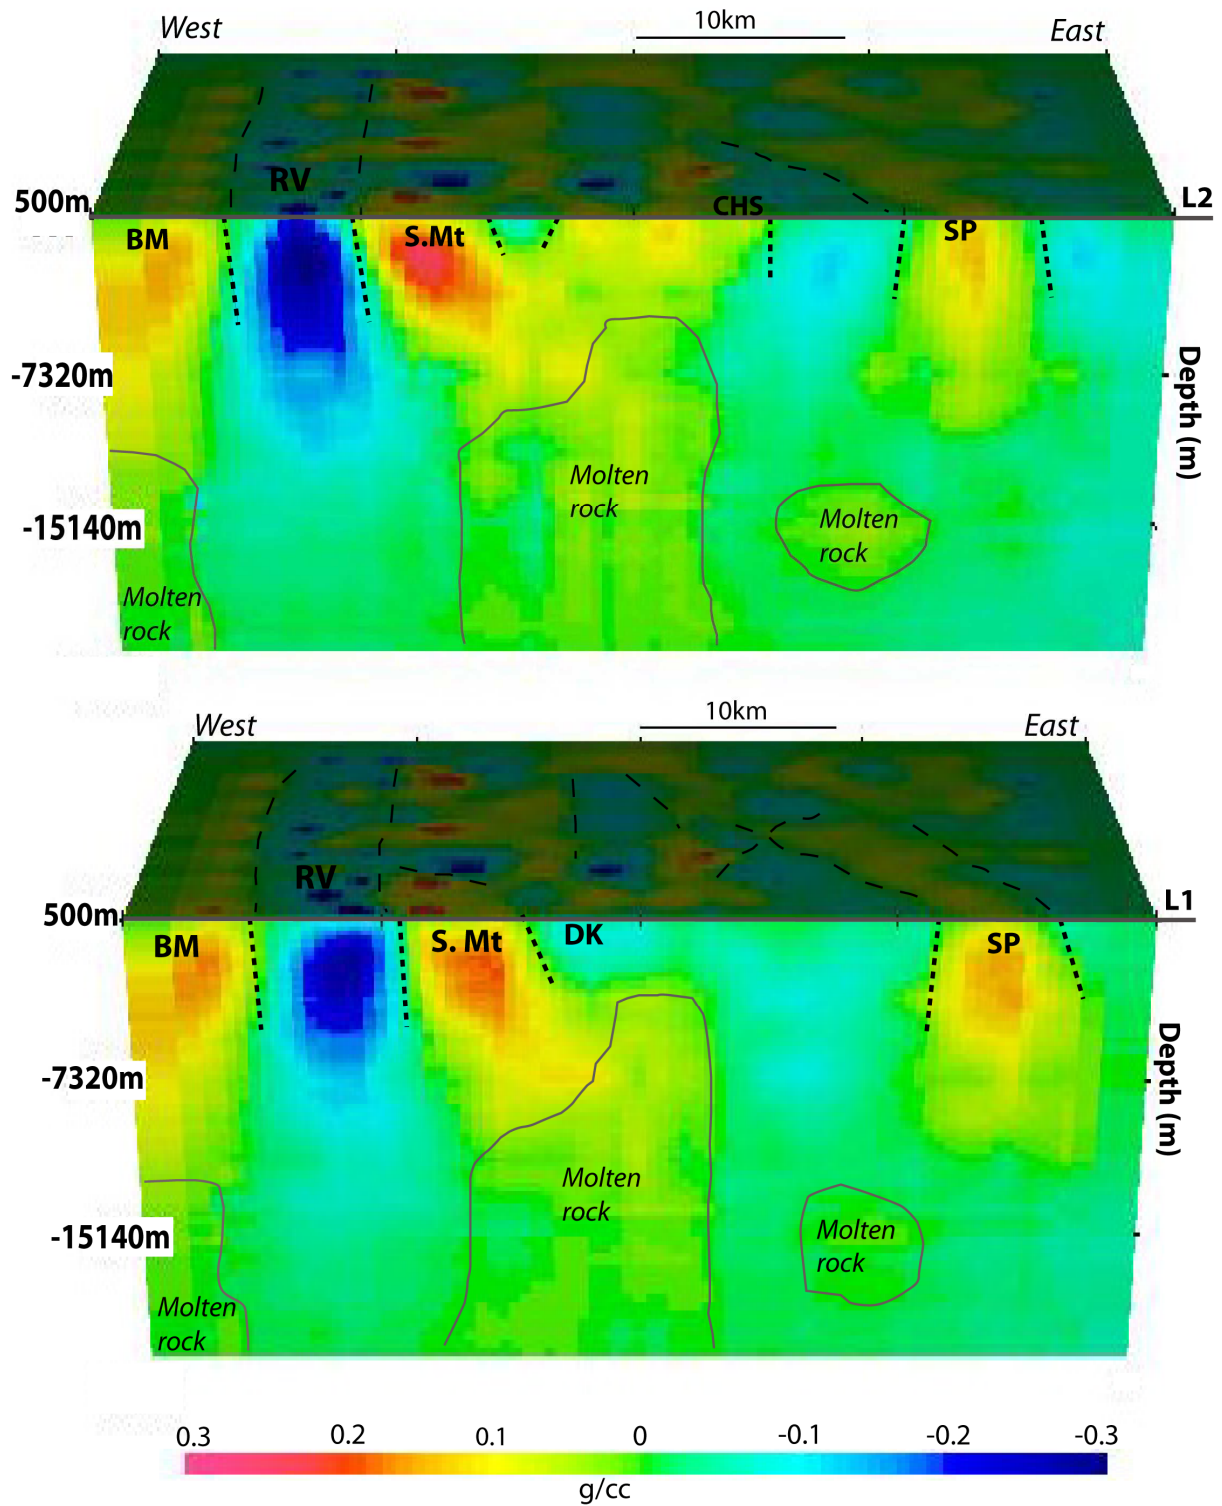 West 10km East
RV
500m CHS L2
BM S.Mt SP
-7320m
Depth (m)
Molten
rock
Molten
rock
-15140m
Molten
rock
West 10km East
RV
500m L1
BM S. Mt DK SP
-7320m
Depth (m)
Molten
rock
Molten
rock
-15140m
Molten
rock
0.3 0.2 0.1 0 -0.1 -0.2 -0.3
g/cc